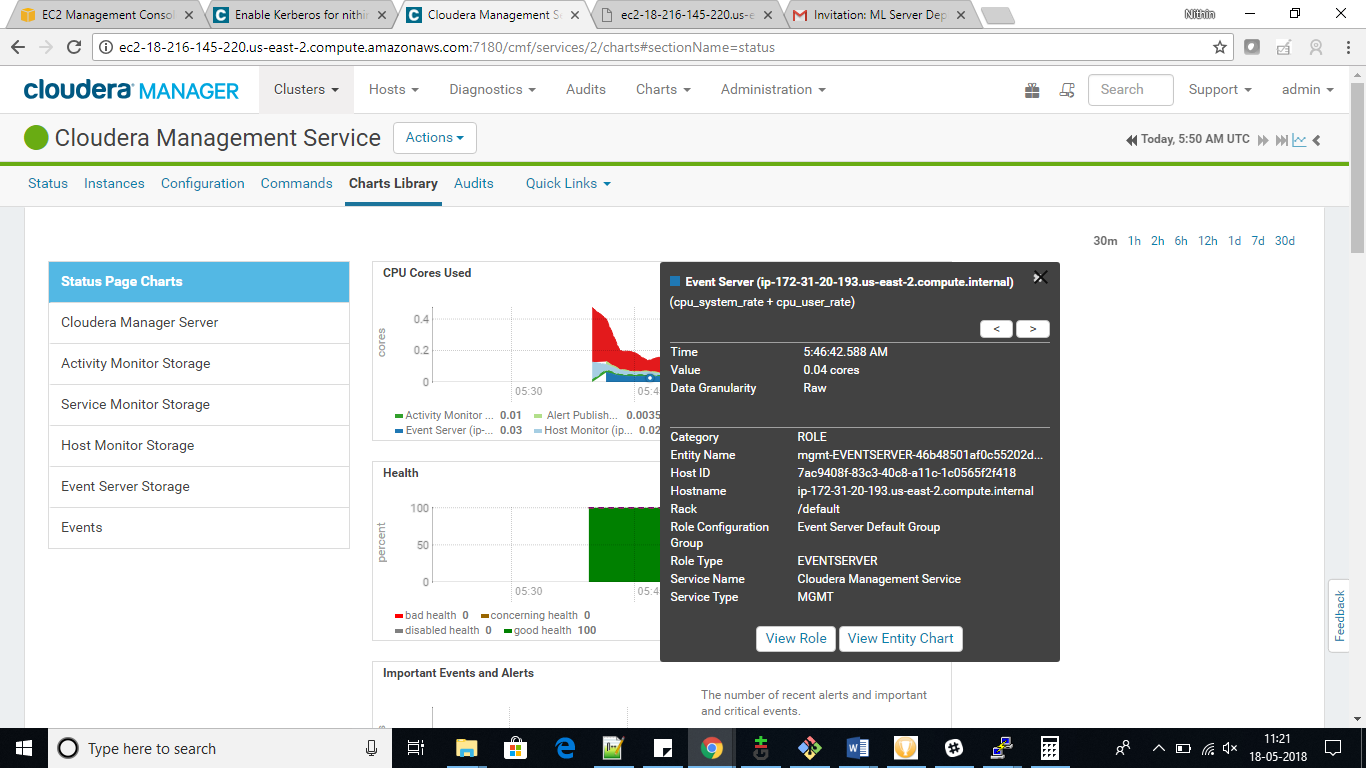 EC2 Management Consol
Enable Kerberos for nithin
Cloudera Management S
ec2-18-216-145-220.us-e
Invitation: ML Server Dep
Nithin
ec2-18-216-145-220.us-east-2.compute.amazonaws.com:7180/cmf/services/2/charts#sectionName=status
cloudera MANAGER
Clusters
Hosts
Diagnostics
Audits
Charts
Administration
Search
Support
admin
Cloudera Management Service
Actions
Today, 5:50 AM UTC
Status
Instances
Configuration
Commands
Charts Library
Audits
Quick Links
30m 1h 2h 6h 12h 1d 7d 30d
Status Page Charts
Cloudera Manager Server
Activity Monitor Storage
Service Monitor Storage
Host Monitor Storage
Event Server Storage
Events
CPU Cores Used
cores
0.4
0.2
0
05:30
05:4
Activity Monitor ... 0.01
Alert Publish... 0.0035
Event Server (ip-... 0.03
Host Monitor (ip... 0.02
Health
percent
100
50
0
05:30
05:4
bad health 0
concerning health 0
disabled health 0
good health 100
Important Events and Alerts
The number of recent alerts and important
and critical events.
Event Server (ip-172-31-20-193.us-east-2.compute.internal)
(cpu_system_rate + cpu_user_rate)
<
>
Time 5:46:42.588 AM
Value 0.04 cores
Data Granularity Raw
Category ROLE
Entity Name mgmt-EVENTSERVER-46b48501af0c55202d...
Host ID 7ac9408f-83c3-40c8-a11c-1c0565f2f418
Hostname ip-172-31-20-193.us-east-2.compute.internal
Rack /default
Role Configuration Event Server Default Group
Group
Role Type EVENTSERVER
Service Name Cloudera Management Service
Service Type MGMT
View Role
View Entity Chart
Feedback
Type here to search
11:21
18-05-2018